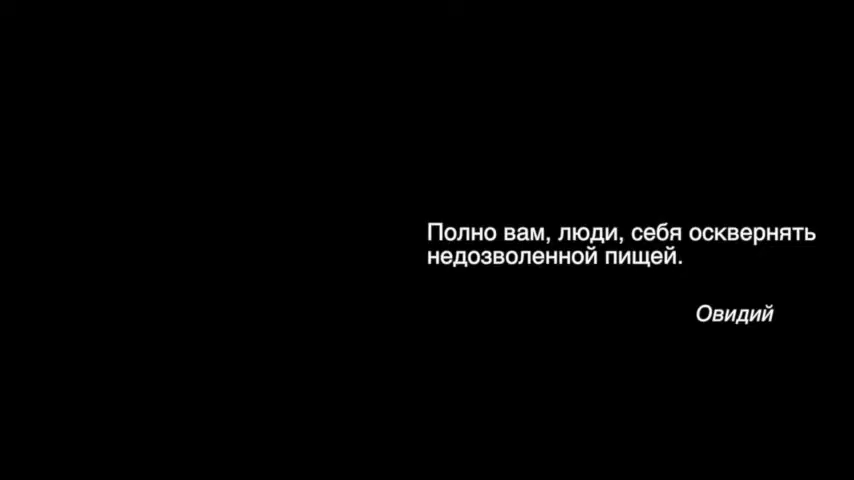 Полно вам, люди, себя осквернять
недозволенной пищей.
Овидий